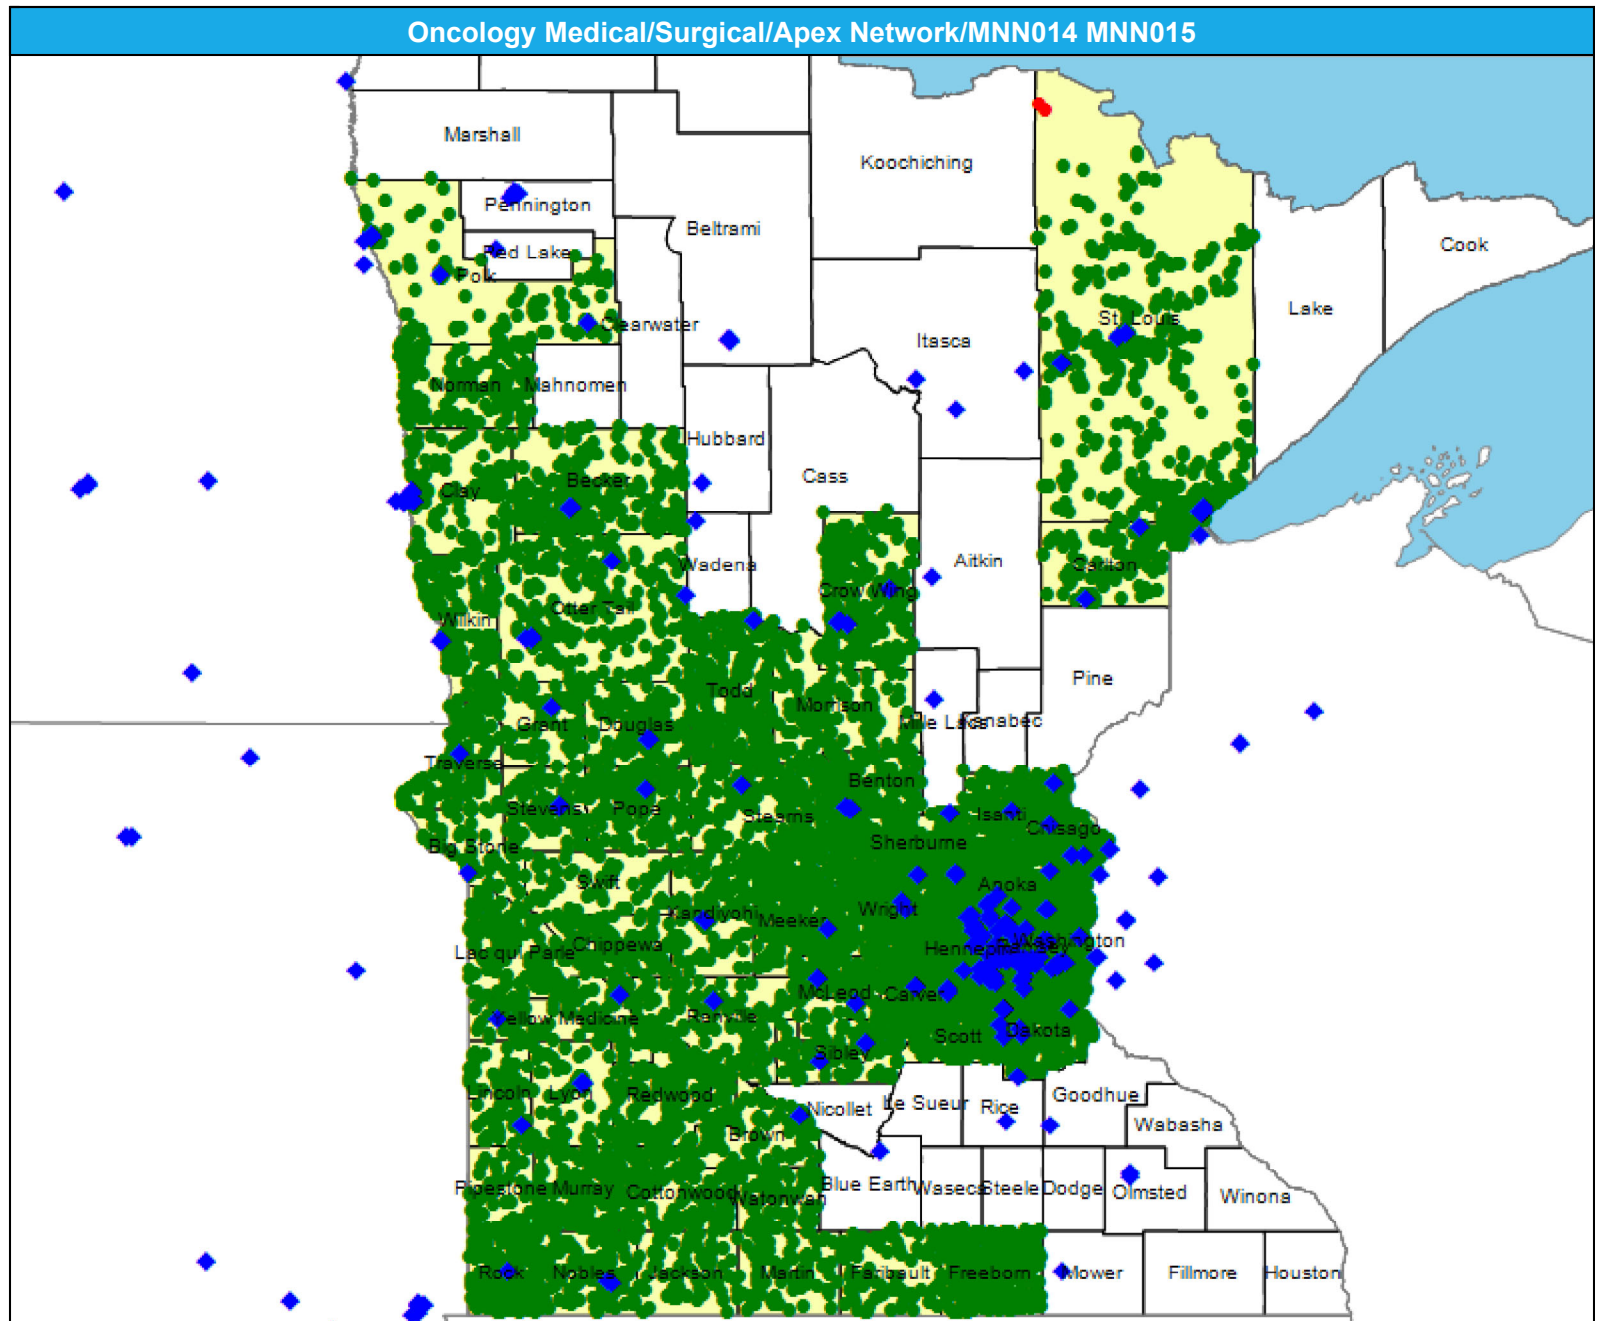 Oncology Medical/Surgical/Apex Network/MNN014 MNN015
Marshall
Koochiching
Pennington
Beltrami
Red Lake
Cook
Polk
Lake
St. Louis
Clearwater
Itasca
Norman
Mahnomen
Hubbard
Cass
Becker
Clay
Aitkin
Wadena
Carlton
Crow Wing
Otter Tail
Wilkin
Pine
Todd
Morrison
Mille Lacs
Kanabec
Grant
Douglas
Traverse
Benton
Stevens
Pope
Stearns
Isanti
Chisago
Sherburne
Big Stone
Swift
Anoka
Wright
Kandiyohi
Meeker
Washington
Chippewa
Hennepin
Ramsey
Lac qui Parle
McLeod
Carver
Yellow Medicine
Renville
Scott
Dakota
Sibley
Lincoln
Lyon
Redwood
Goodhue
Le Sueur
Rice
Nicollet
Wabasha
Brown
Pipestone
Murray
Cottonwood
Watonwan
Blue Earth
Waseca
Steele
Dodge
Olmsted
Winona
Rock
Nobles
Jackson
Martin
Faribault
Freeborn
Mower
Fillmore
Houston